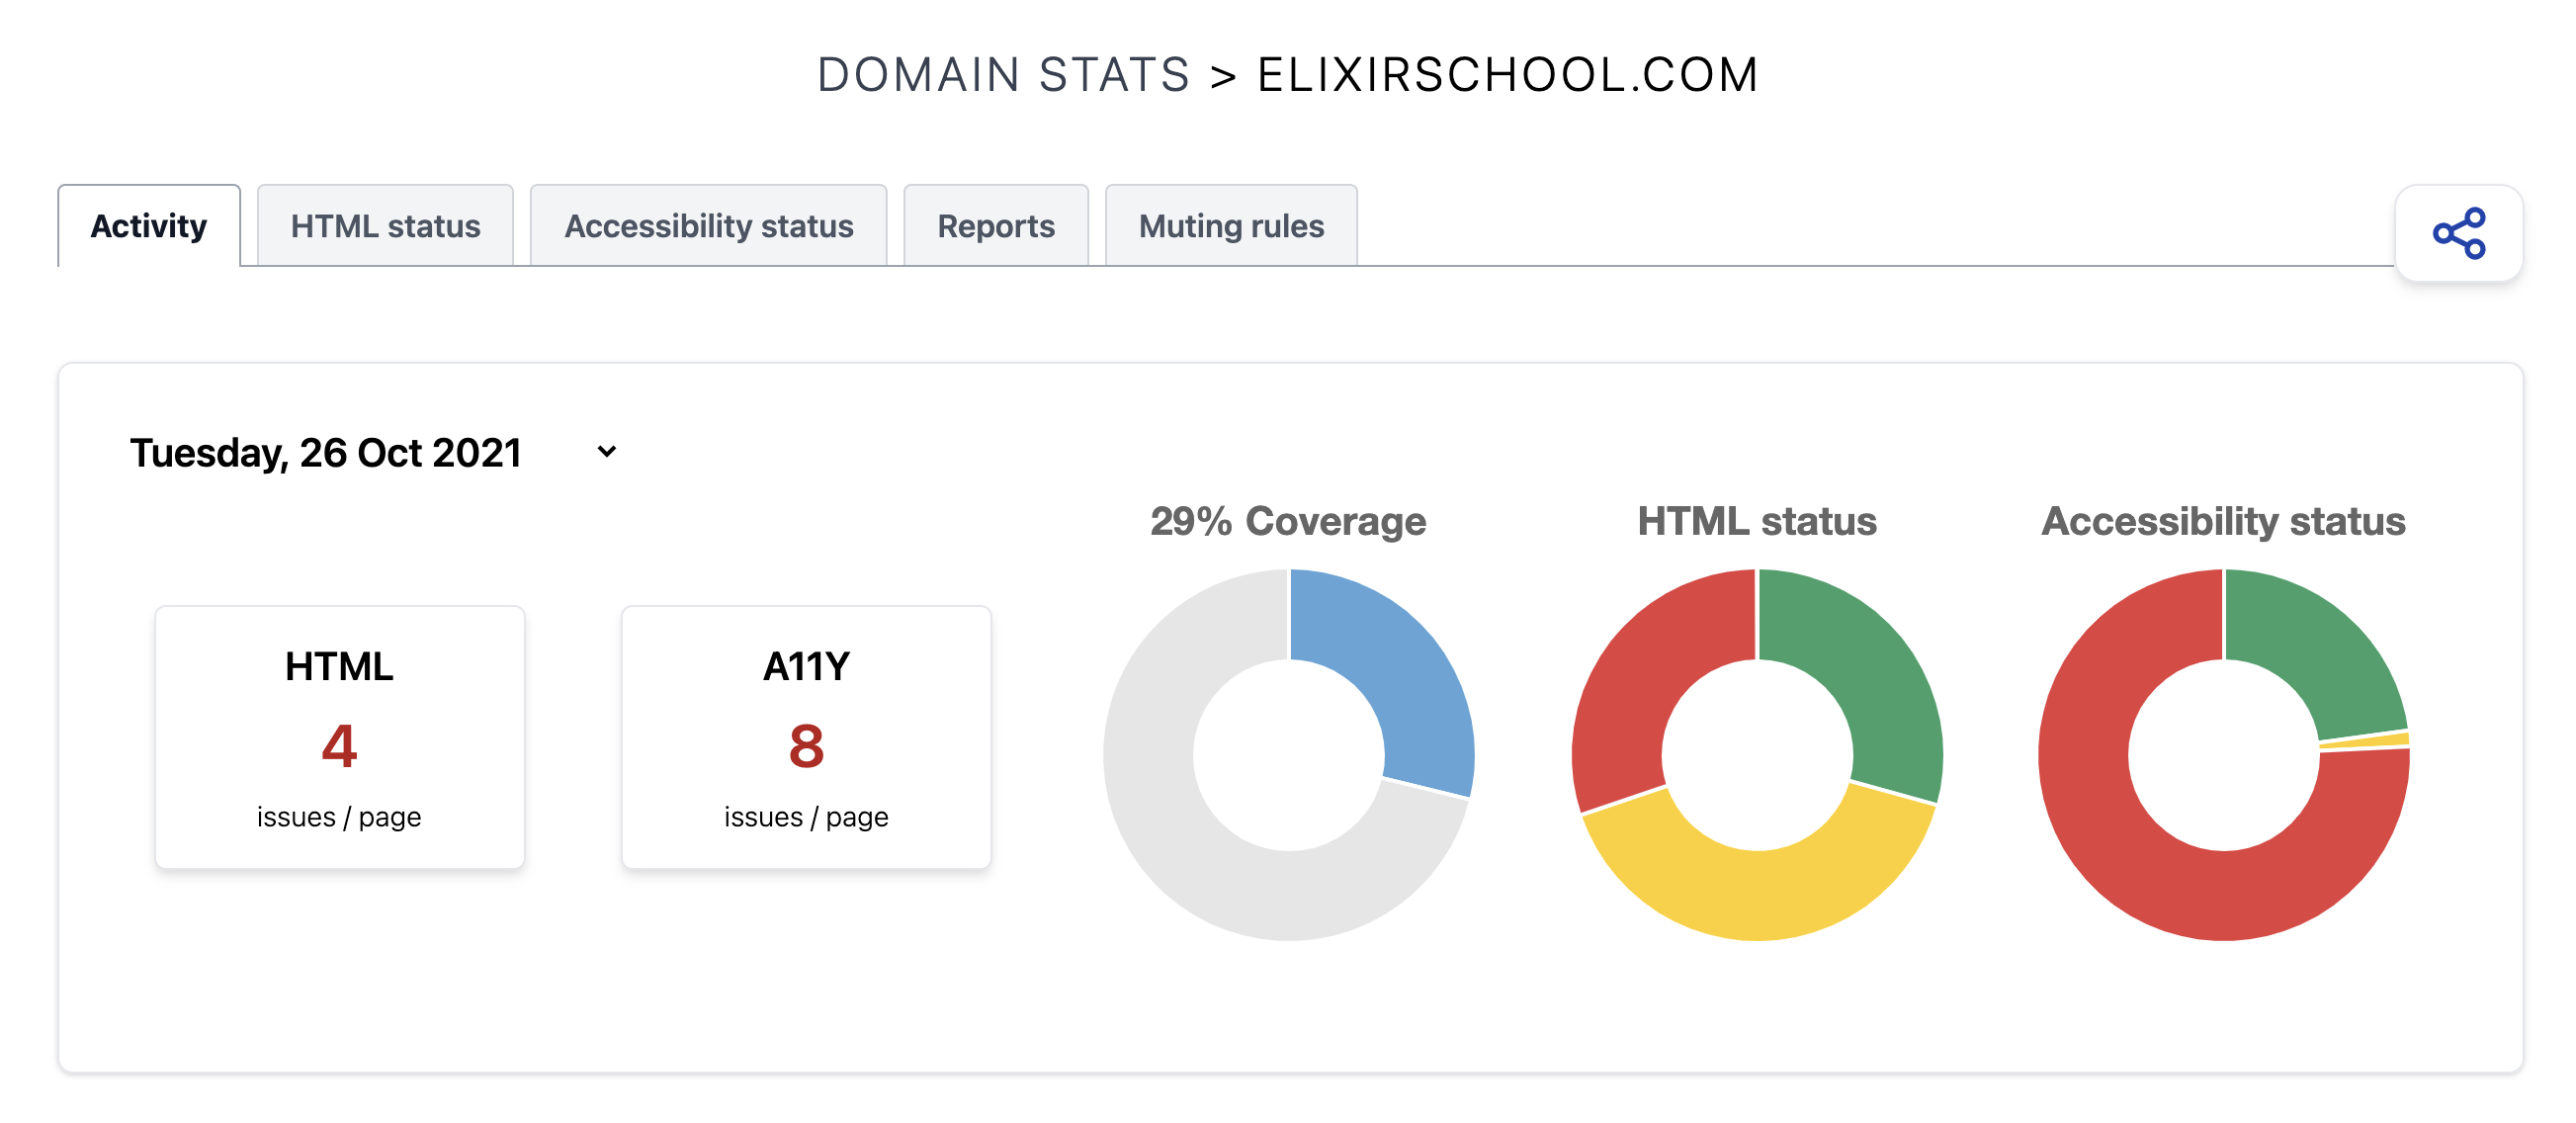 DOMAIN STATS > ELIXIRSCHOOL.COM
Activity
HTML status
Accessibility status
Reports
Muting rules
Tuesday, 26 Oct 2021
HTML
4
issues / page
A11Y
8
issues / page
29% Coverage
HTML status
Accessibility status